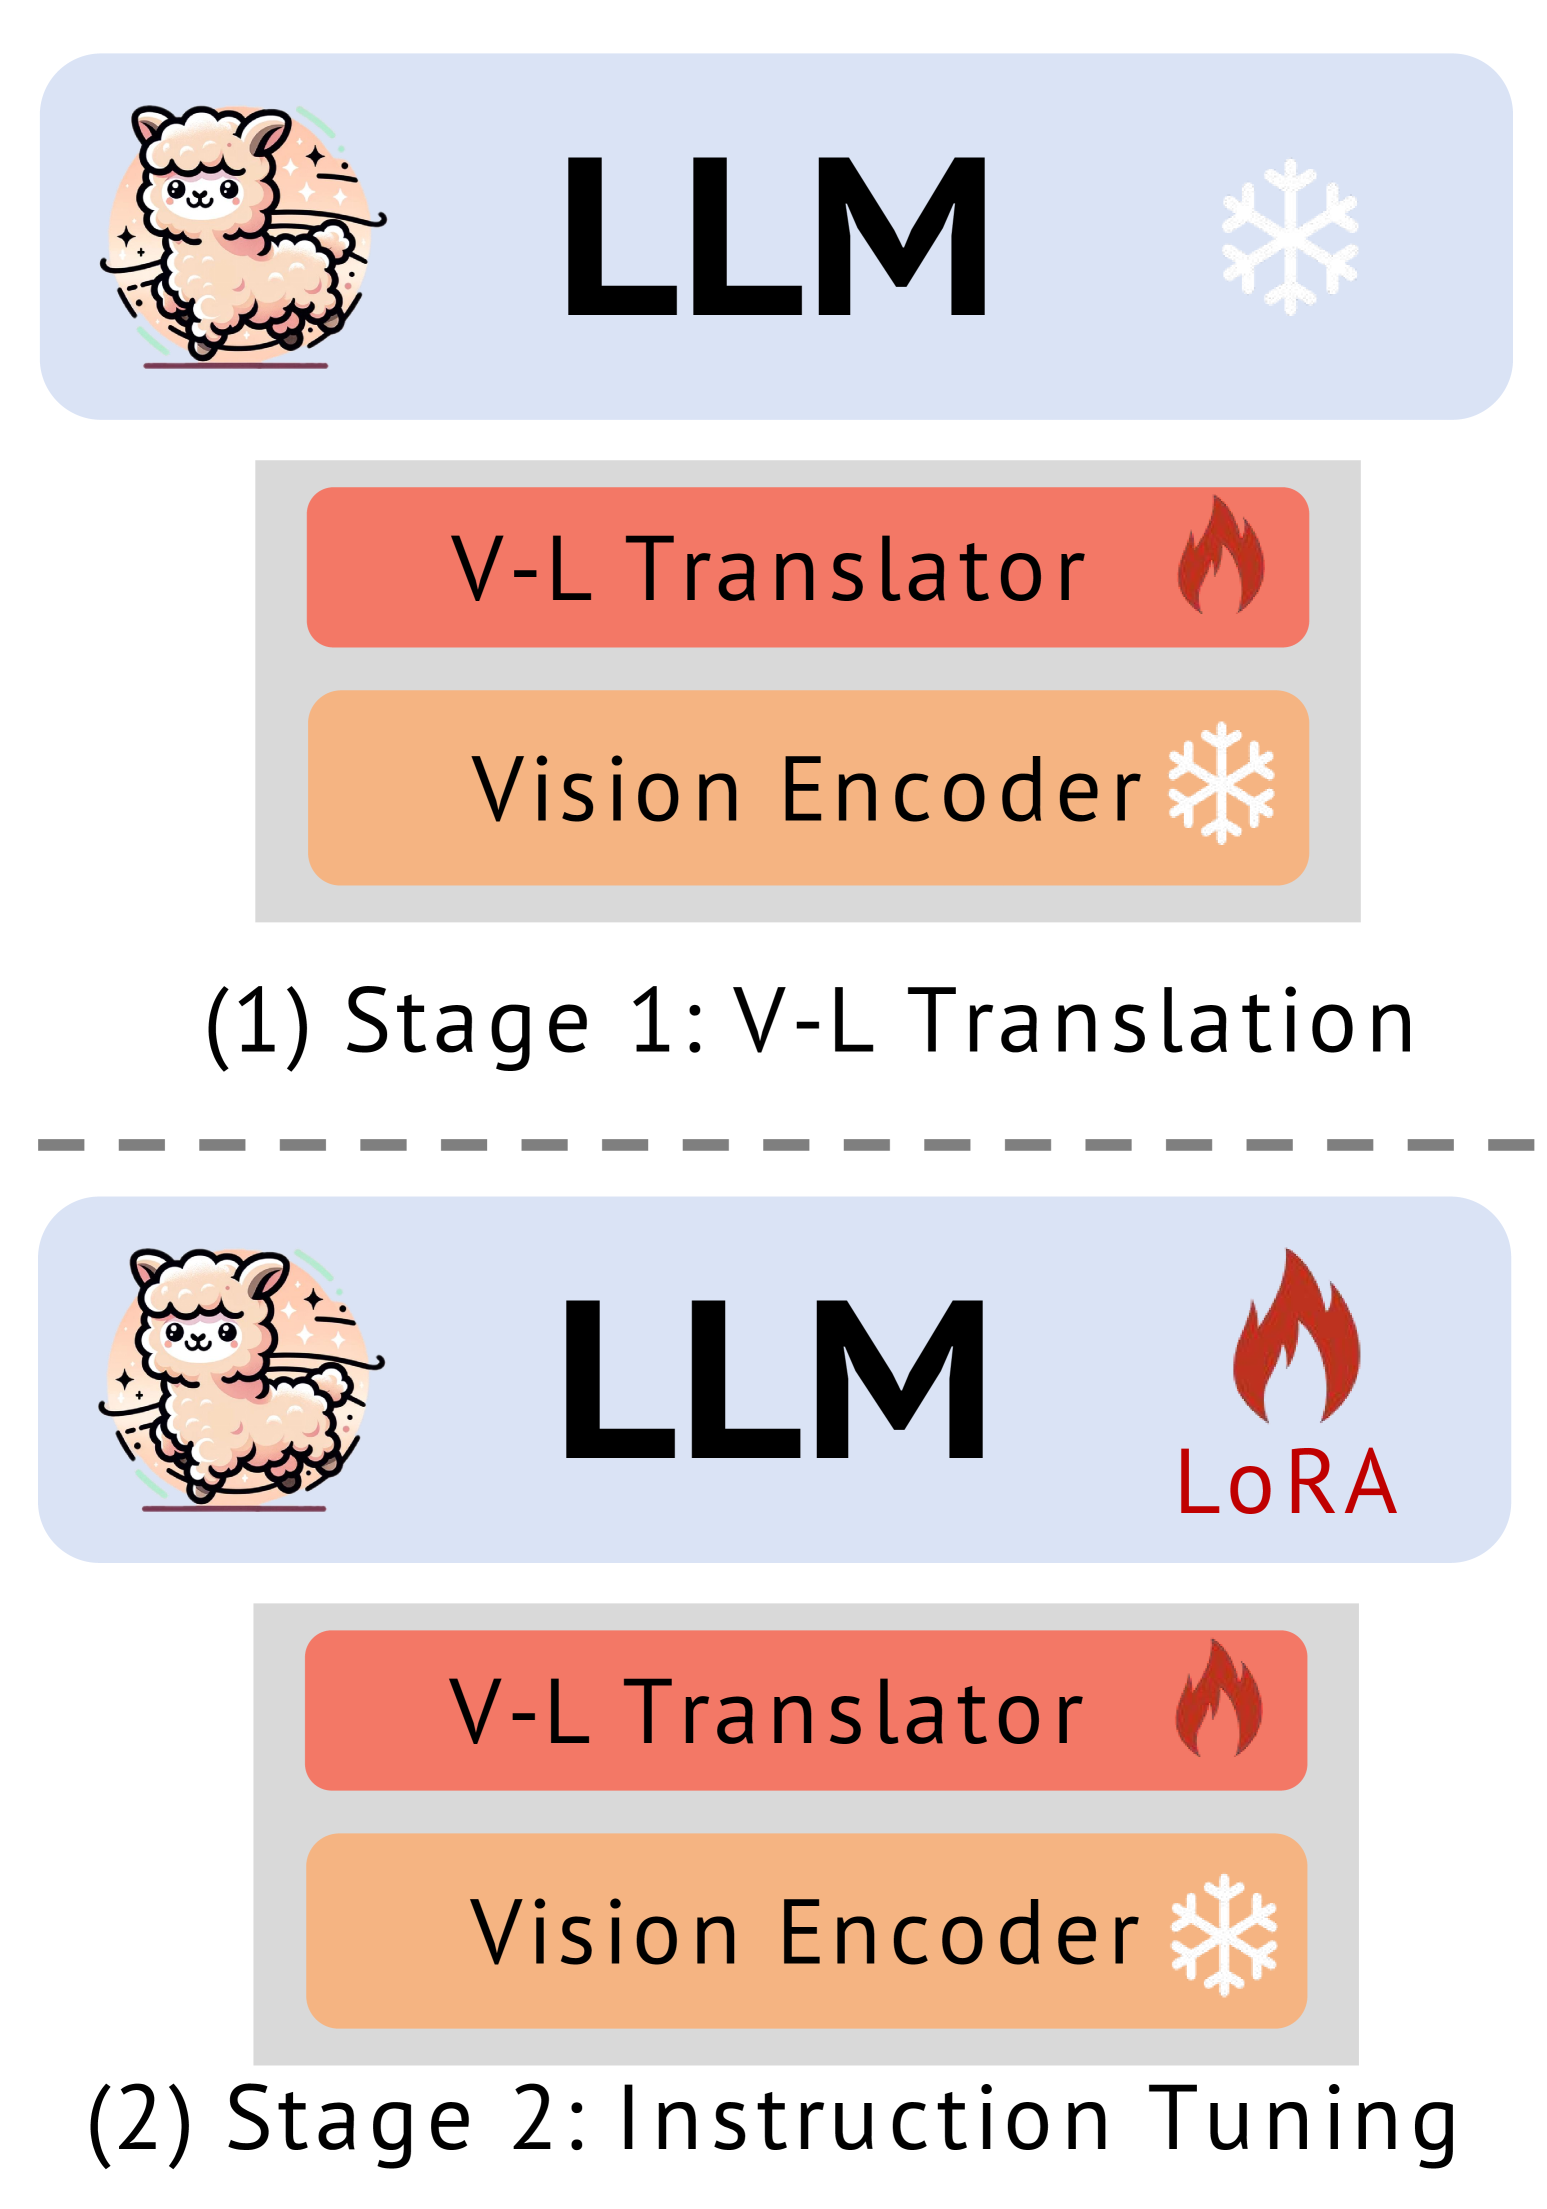 LLM
V-L Translator
Vision Encoder
(1) Stage 1: V-L Translation
LLM
LoRA
V-L Translator
Vision Encoder
(2) Stage 2: Instruction Tuning